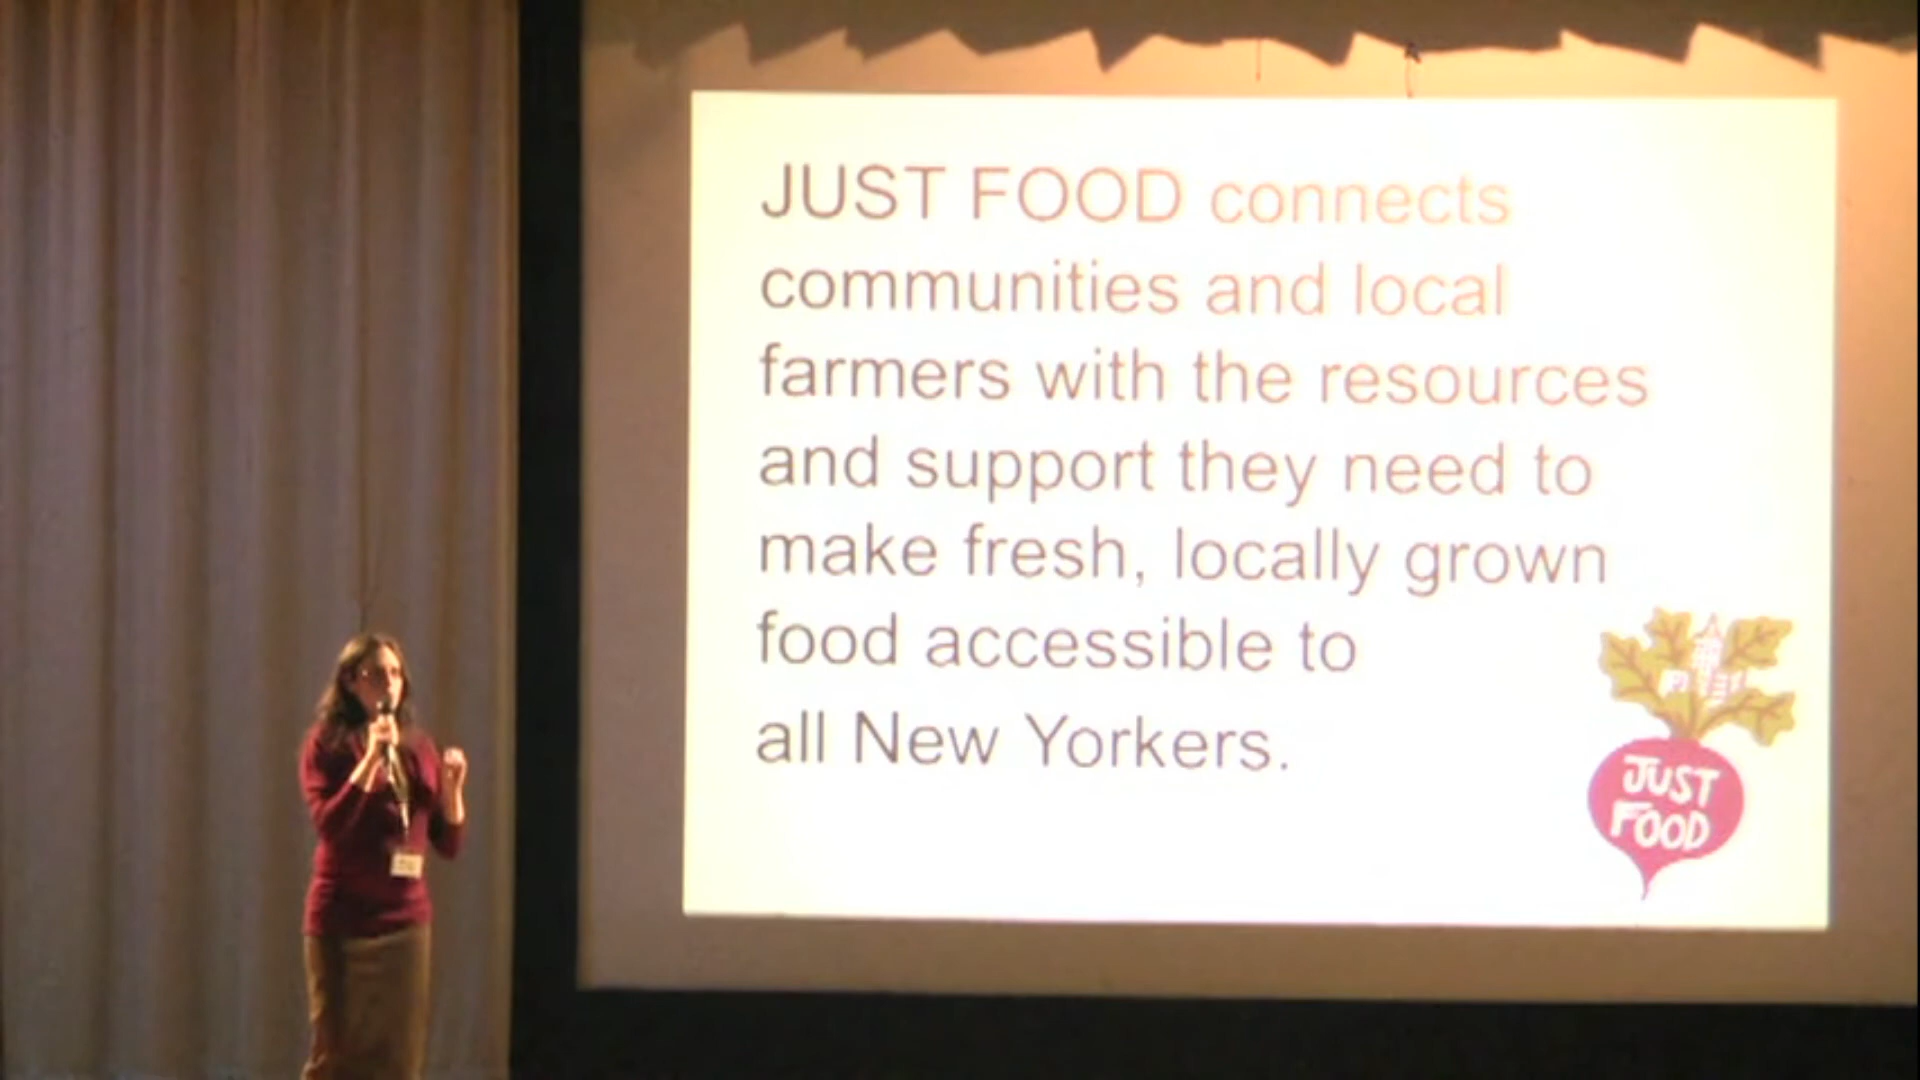 JUST FOOD connects
communities and local
farmers with the resources
and support they need to
make fresh, locally grown
food accessible to
all New Yorkers.
JUST
FOOD